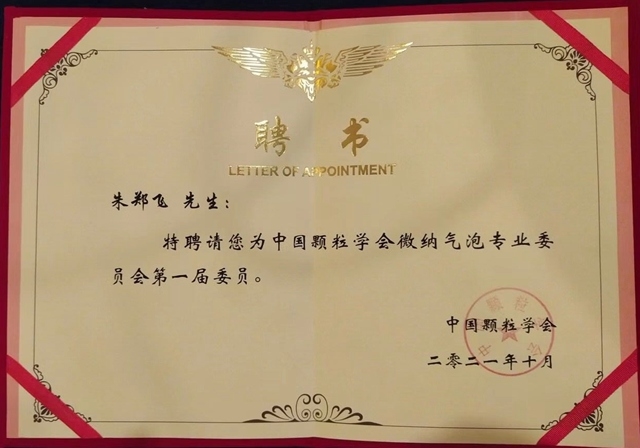 聘 书
LETTER OF APPOINTMENT
朱郑飞 先生：
特聘请您为中国颗粒学会微纳气泡专业委
员会第一届委员。
中国颗粒学会
二零二一年十月